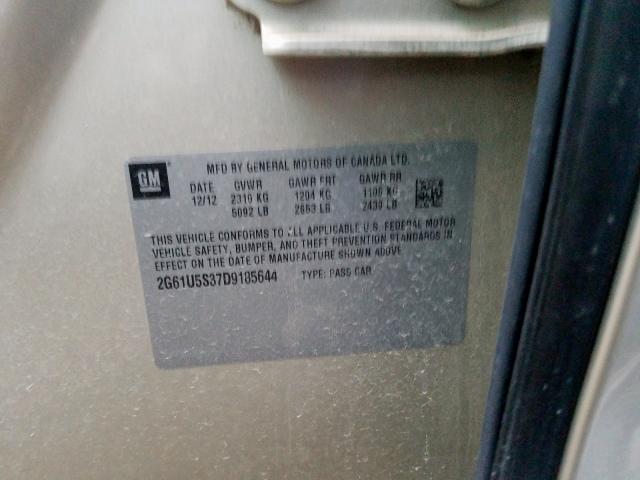 GM
MFD BY GENERAL MOTORS OF CANADA LTD.
DATE GVWR GAWR FRT GAWR RR
12/12 2310 KG 1204 KG 1106 KG
5092 LB 2653 LB 2439 LB
THIS VEHICLE CONFORMS TO ALL APPLICABLE U.S. FEDERAL MOTOR
VEHICLE SAFETY, BUMPER, AND THEFT PREVENTION STANDARDS IN
EFFECT ON THE DATE OF MANUFACTURE SHOWN ABOVE
2G61U5S37D9185644 TYPE: PASS CAR